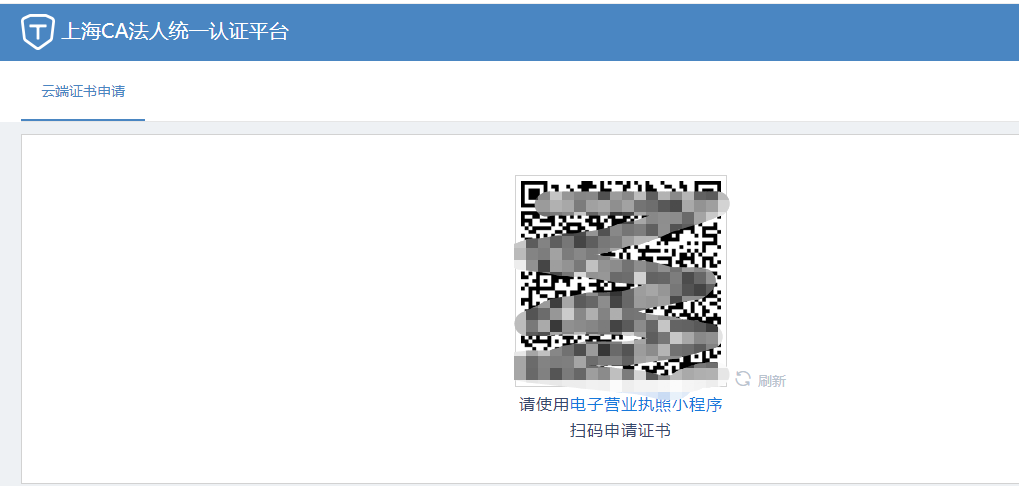 上海CA法人统一认证平台
云端证书申请
刷新
请使用电子营业执照小程序
扫码申请证书